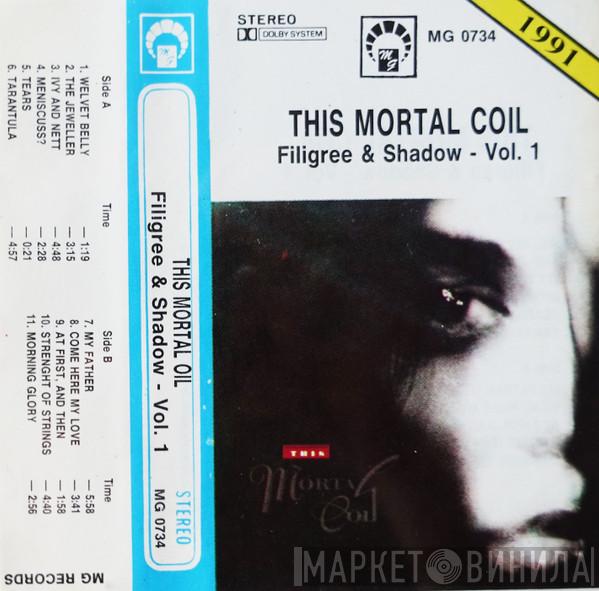 STEREO
DOLBY SYSTEM
MG
MG 0734
1991
THIS MORTAL COIL
Filigree & Shadow - Vol. 1
THIS
MORTAL
COIL
MG
THIS MORTAL OIL
Filigree & Shadow - Vol. 1
STEREO
MG 0734
Side A Time
1. WELVET BELLY — 1:19
2. THE JEWELLER — 3:15
3. IVY AND NETT — 4:48
4. MENISCUSS? — 2:28
5. TEARS — 0:21
6. TARANTULA — 4:57
Side B Time
7. MY FATHER — 5:58
8. COME HERE MY LOVE — 3:41
9. AT FIRST, AND THEN — 1:58
10. STRENGHT OF STRINGS — 4:40
11. MORNING GLORY — 2:56
MG RECORDS
МАРКЕТ ВИНИЛА